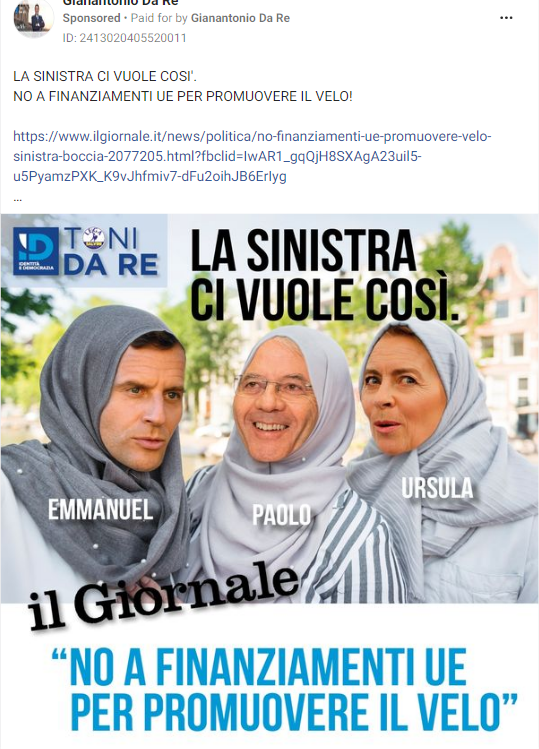 Gianantonio Da Re
Sponsored • Paid for by Gianantonio Da Re
ID: 2413020405520011
LA SINISTRA CI VUOLE COSI'.
NO A FINANZIAMENTI UE PER PROMUOVERE IL VELO!
https://www.ilgiornale.it/news/politica/no-finanziamenti-ue-promuovere-velo-
sinistra-boccia-2077205.html?fbclid=IwAR1_gqQjH8SXAgA23uil5-
u5PyamzPXK_K9vJhfmiv7-dFu2oihJB6ErIyg
...
ID
IDENTITÀ
E DEMOCRAZIA
TONI
DA RE
SALVINI
LA SINISTRA
CI VUOLE COSÌ.
EMMANUEL
PAOLO
URSULA
il Giornale
“NO A FINANZIAMENTI UE
PER PROMUOVERE IL VELO”